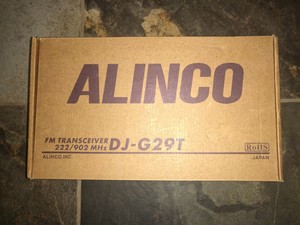 ALINCO
FM TRANSCEIVER
222/902 MHz DJ-G29T
ALINCO INC.
RoHS
JAPAN